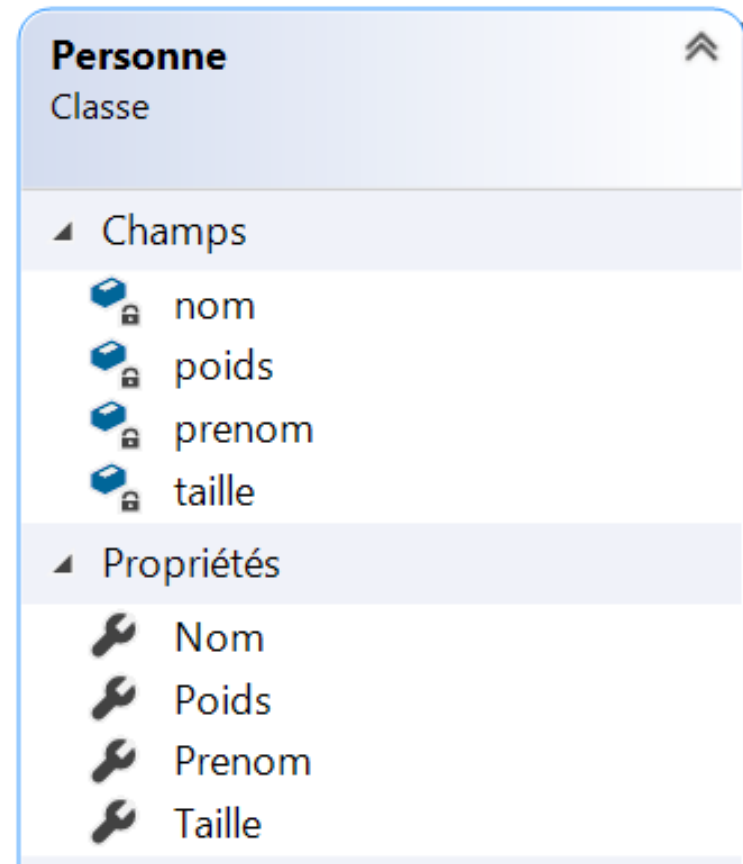 Personne
Classe
Champs
nom
poids
prenom
taille
Propriétés
Nom
Poids
Prenom
Taille